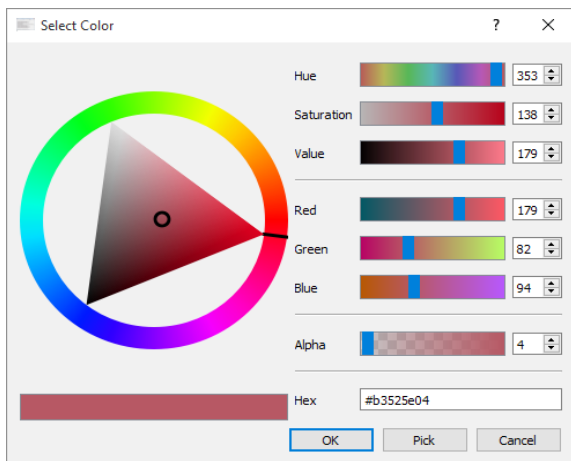 Select Color
?
Hue 353
Saturation 138
Value 179
Red 179
Green 82
Blue 94
Alpha 4
Hex #b3525e04
OK Pick Cancel